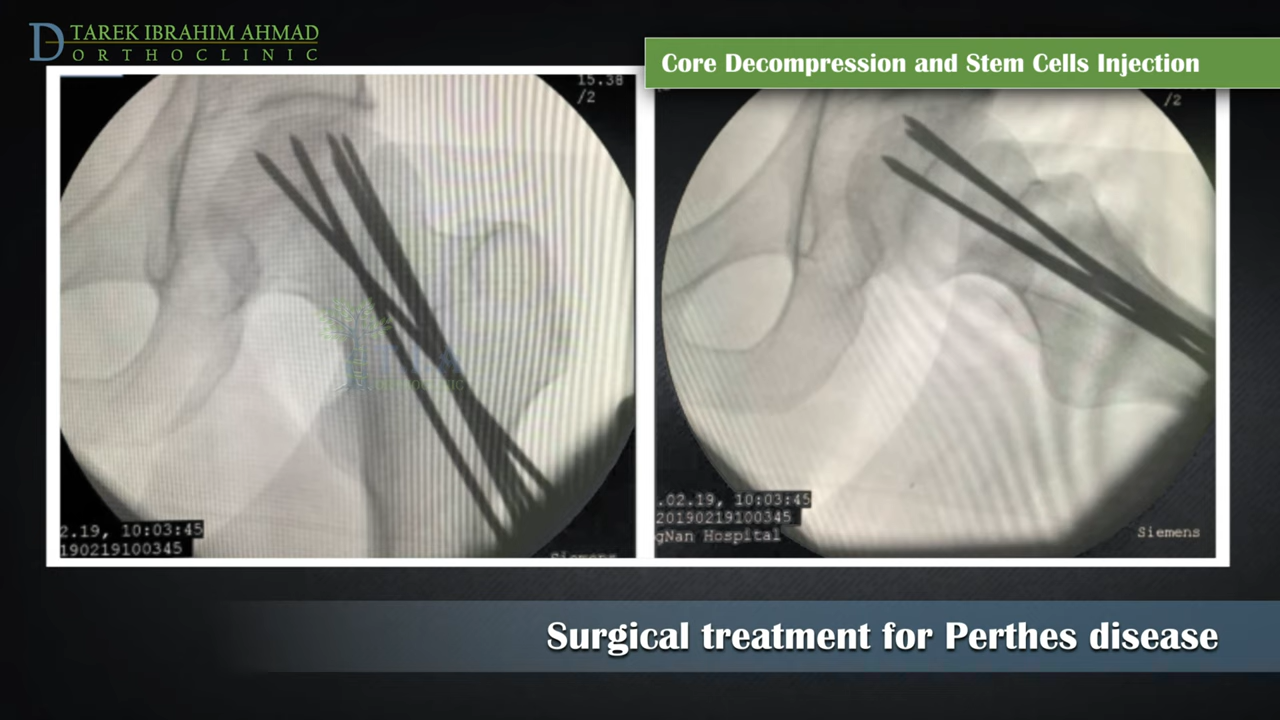 TAREK IBRAHIM AHMAD
ORTHOCLINIC
Core Decompression and Stem Cells Injection
15.38
/2
/2
2.19, 10:03:45
190219100345
Siemens
.02.19, 10:03:45
20190219100345
gNan Hospital
Siemens
Surgical treatment for Perthes disease